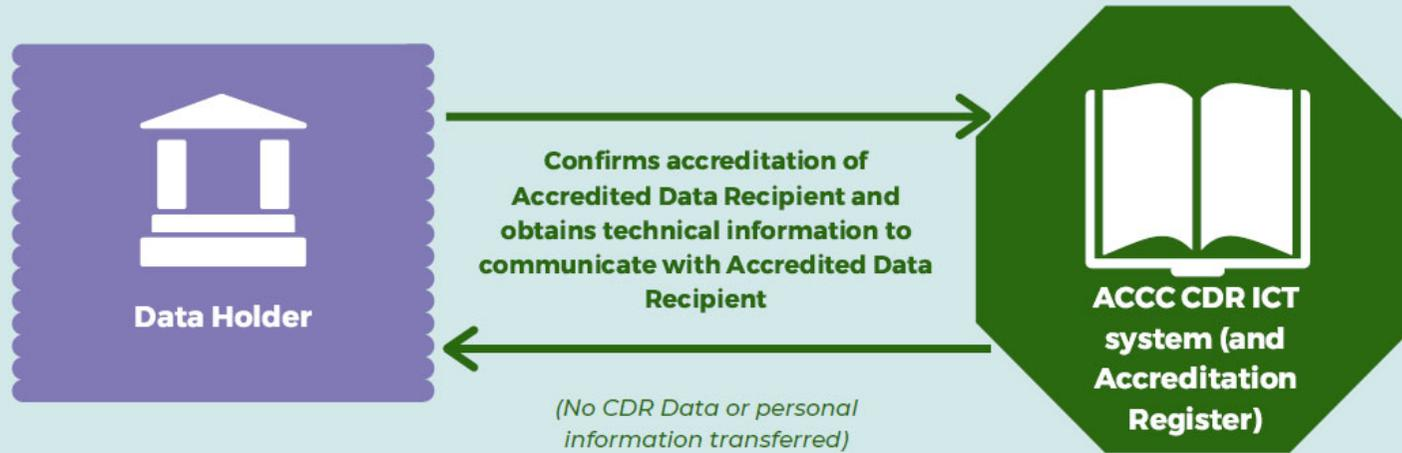 Data Holder
Confirms accreditation of
Accredited Data Recipient and
obtains technical information to
communicate with Accredited Data
Recipient
(No CDR Data or personal
information transferred)
ACCC CDR ICT
system (and
Accreditation
Register)